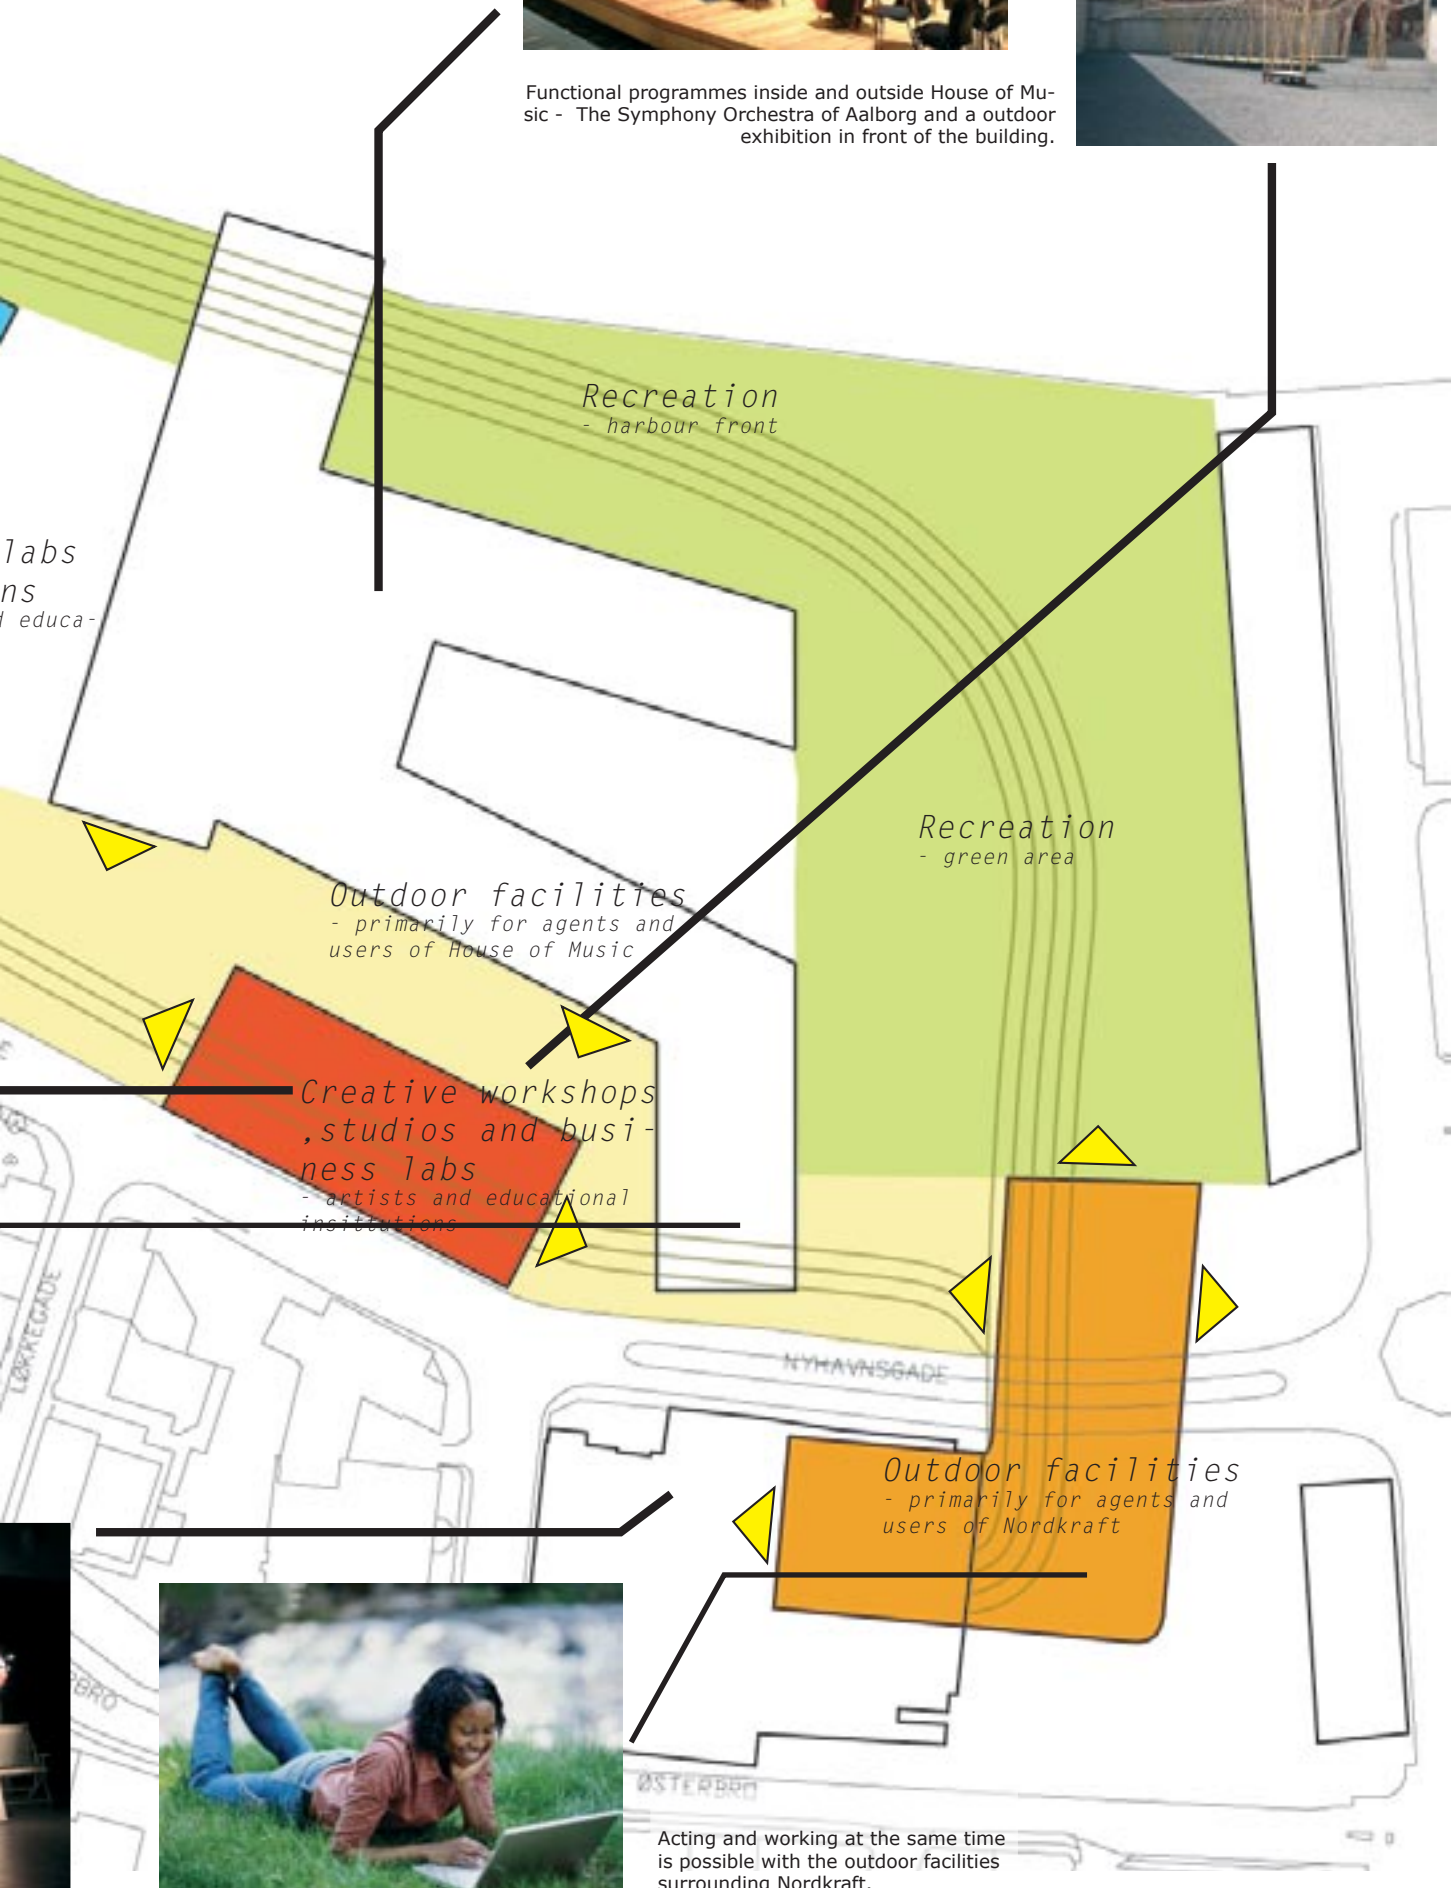 Functional programmes inside and outside House of Mu-
sic - The Symphony Orchestra of Aalborg and a outdoor
exhibition in front of the building.
Recreation
- harbour front
labs
ns
educa-
Recreation
- green area
Outdoor facilities
- primarily for agents and
users of House of Music
Creative workshops
,studios and busi-
ness labs
- artists and educational
insittutions
LØKKEGADE
NYHAVNSGADE
Outdoor facilities
- primarily for agents and
users of Nordkraft
RBRO
ØSTERBRO
Acting and working at the same time
is possible with the outdoor facilities
surrounding Nordkraft.